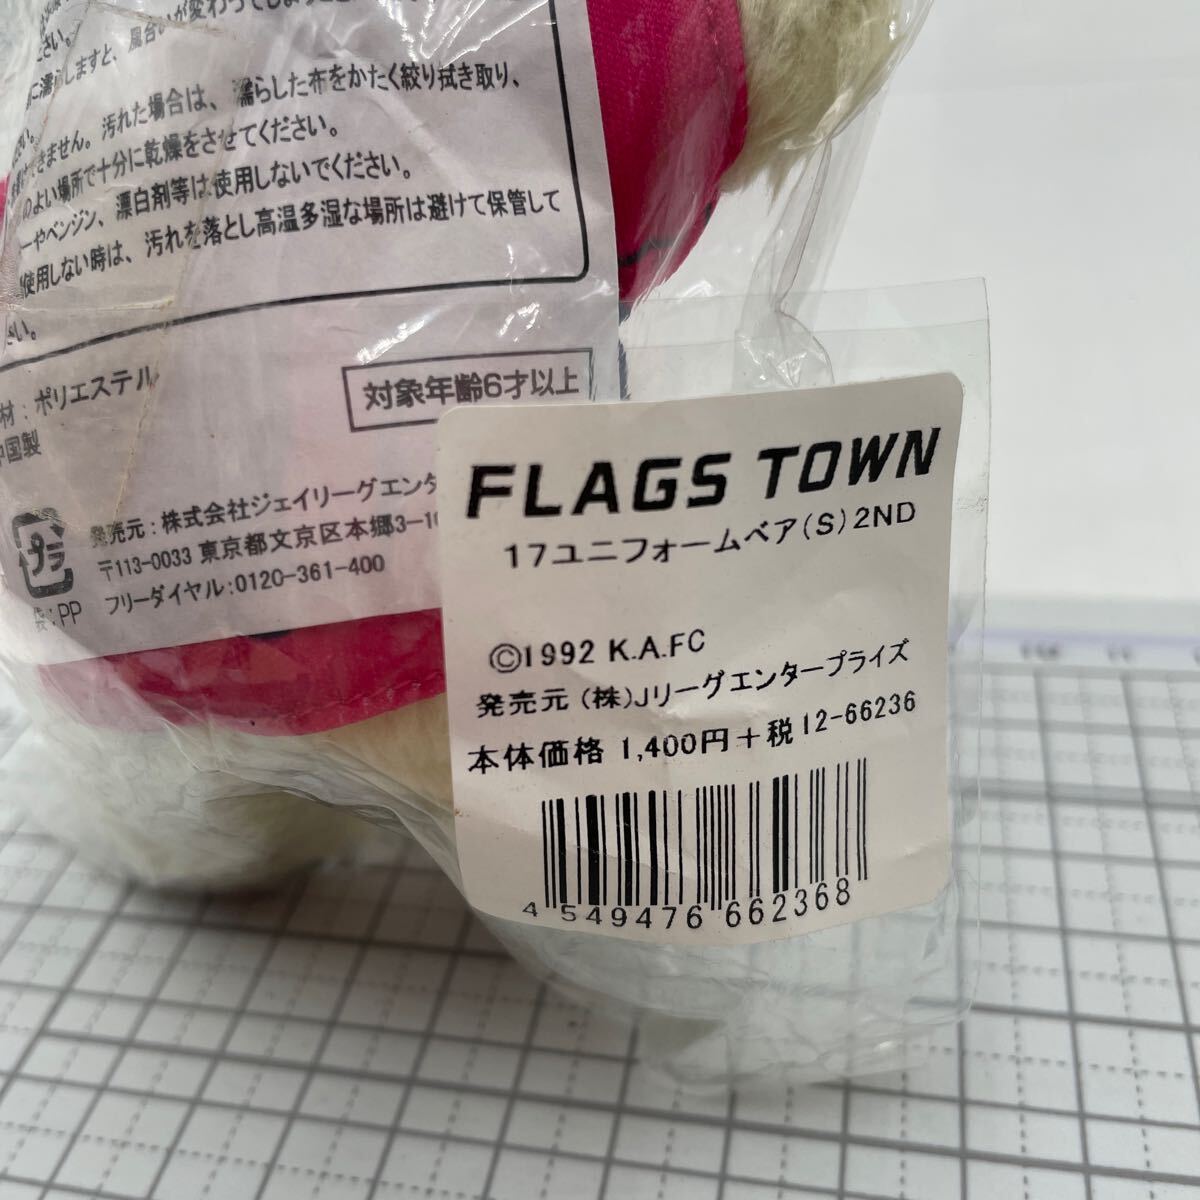 風合いが変わってしまう
に濡らしますと、
できません。汚れた場合は、濡らした布をかたく絞り拭き取り、
のよい場所で十分に乾燥をさせてください。
ーやベンジン、漂白剤等は使用しないでください。
使用しない時は、汚れを落とし高温多湿な場所は避けて保管して
さい。
材：ポリエステル
中国製
対象年齢6才以上
プラ
袋：PP
発売元：株式会社ジェイリーグエンタ
〒113-0033 東京都文京区本郷3-10
フリーダイヤル：0120-361-400
FLAGS TOWN
17ユニフォームベア(S)2ND
©1992 K.A.FC
発売元 (株)Jリーグエンタープライズ
本体価格 1,400円＋税 12-66236
4 549476 662368